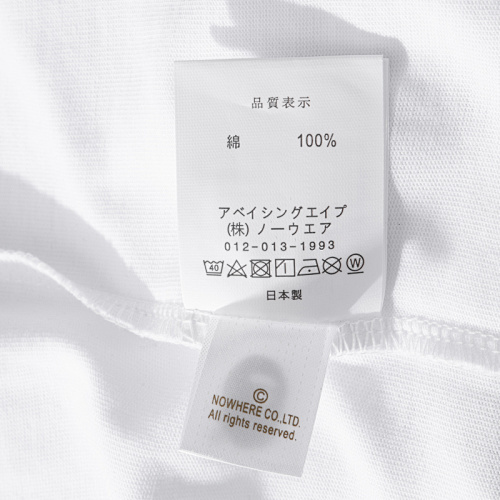 品質表示
綿 100%
アベイシングエイプ
(株) ノーウエア
012-013-1993
40 W
日本製
©
NOWHERE CO.,LTD.
All rights reserved.